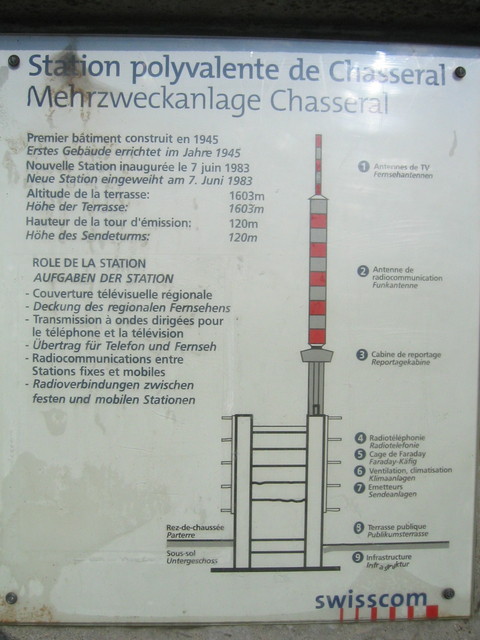 Station polyvalente de Chasseral
Mehrzweckanlage Chasseral
Premier bâtiment construit en 1945
Erstes Gebäude errichtet im Jahre 1945
Nouvelle Station inaugurée le 7 juin 1983
Neue Station eingeweiht am 7. Juni 1983
Altitude de la terrasse: 1603m
Höhe der Terrasse: 1603m
Hauteur de la tour d'émission: 120m
Höhe des Sendeturms: 120m
ROLE DE LA STATION
AUFGABEN DER STATION
- Couverture télévisuelle régionale
- Deckung des regionalen Fernsehens
- Transmission à ondes dirigées pour
le téléphone et la télévision
- Übertrag für Telefon und Fernseh
- Radiocommunications entre
Stations fixes et mobiles
- Radioverbindungen zwischen
festen und mobilen Stationen
1 Antennes de TV
Fernsehantennen
2 Antenne de
radiocommunication
Funkantenne
3 Cabine de reportage
Reportagekabine
4 Radiotéléphonie
Radiotelefonie
5 Cage de Faraday
Faraday-Käfig
6 Ventilation, climatisation
Klimaanlagen
7 Emetteurs
Sendeanlagen
8 Terrasse publique
Publikumsterrasse
9 Infrastructure
Infrastruktur
Rez-de-chaussée
Parterre
Sous-sol
Untergeschoss
swisscom